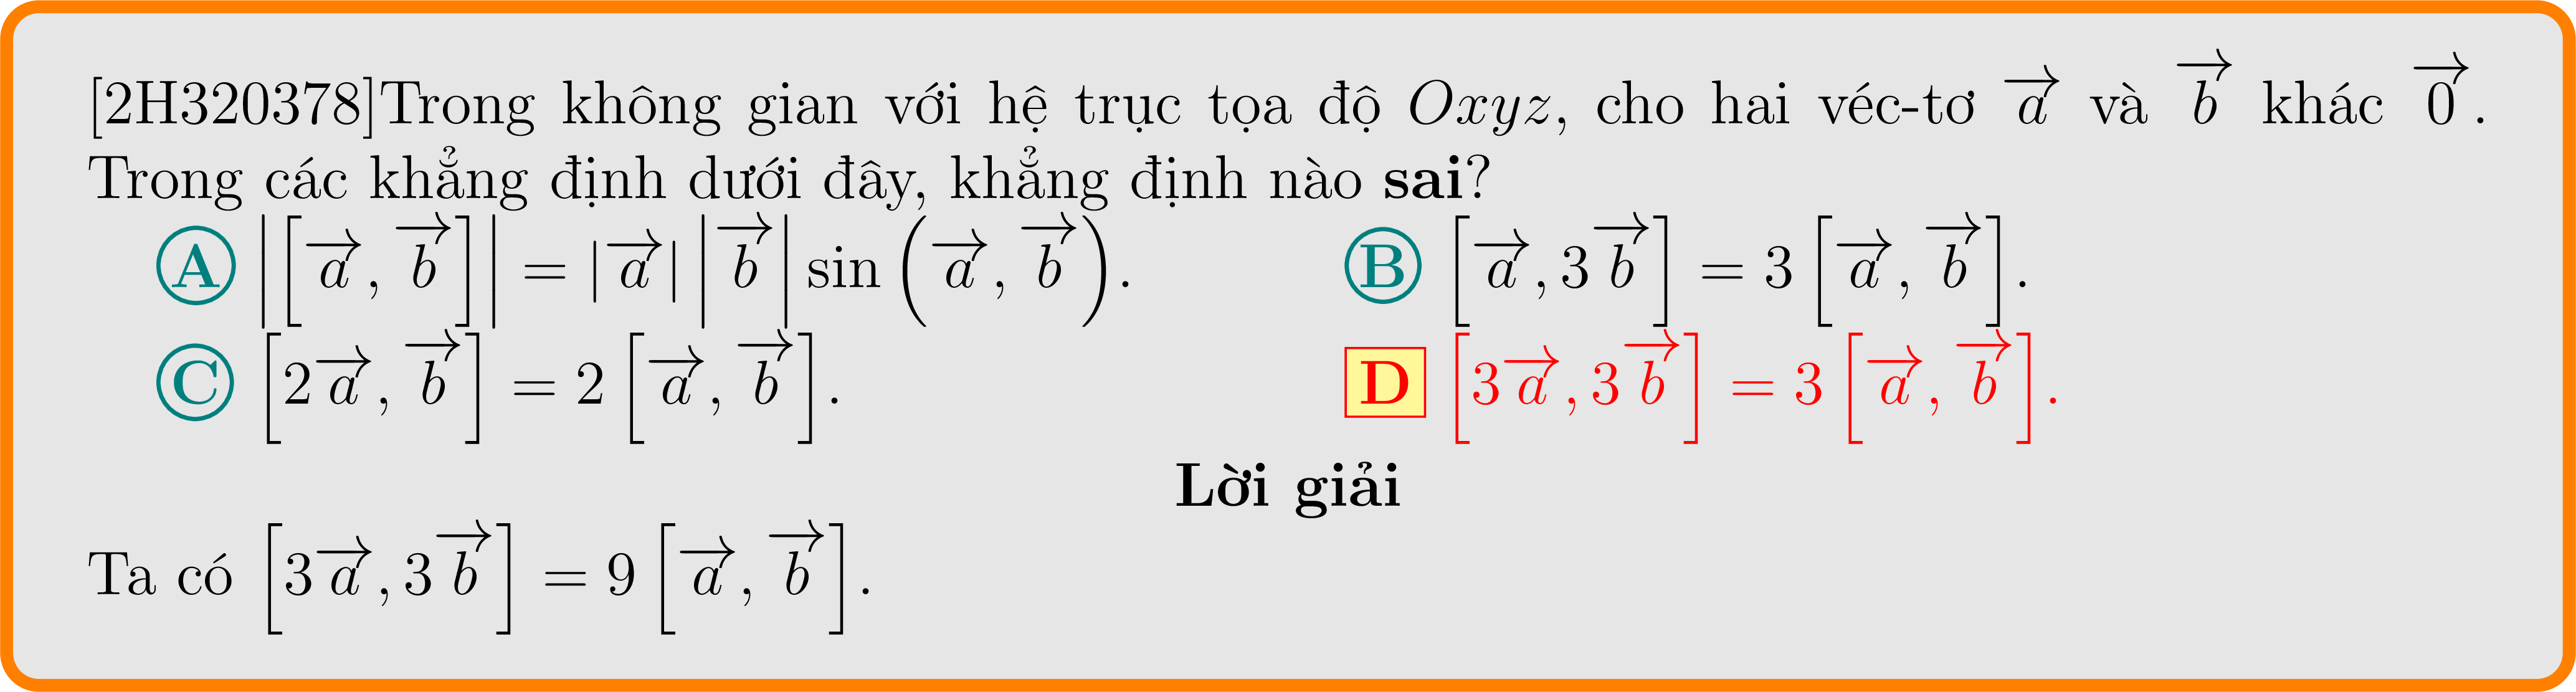 [2H320378]Trong không gian với hệ trục tọa độ $Oxyz$, cho hai véc-tơ $\overrightarrow{a}$ và $\overrightarrow{b}$ khác $\overrightarrow{0}$.
Trong các khẳng định dưới đây, khẳng định nào sai?
A $\left|\left[\overrightarrow{a}, \overrightarrow{b}\right]\right| = |\overrightarrow{a}| \left|\overrightarrow{b}\right| \sin\left(\overrightarrow{a}, \overrightarrow{b}\right)$. B $\left[\overrightarrow{a}, 3\overrightarrow{b}\right] = 3\left[\overrightarrow{a}, \overrightarrow{b}\right]$.
C $\left[2\overrightarrow{a}, \overrightarrow{b}\right] = 2\left[\overrightarrow{a}, \overrightarrow{b}\right]$. D $\left[3\overrightarrow{a}, 3\overrightarrow{b}\right] = 3\left[\overrightarrow{a}, \overrightarrow{b}\right]$.
Lời giải
Ta có $\left[3\overrightarrow{a}, 3\overrightarrow{b}\right] = 9\left[\overrightarrow{a}, \overrightarrow{b}\right]$.